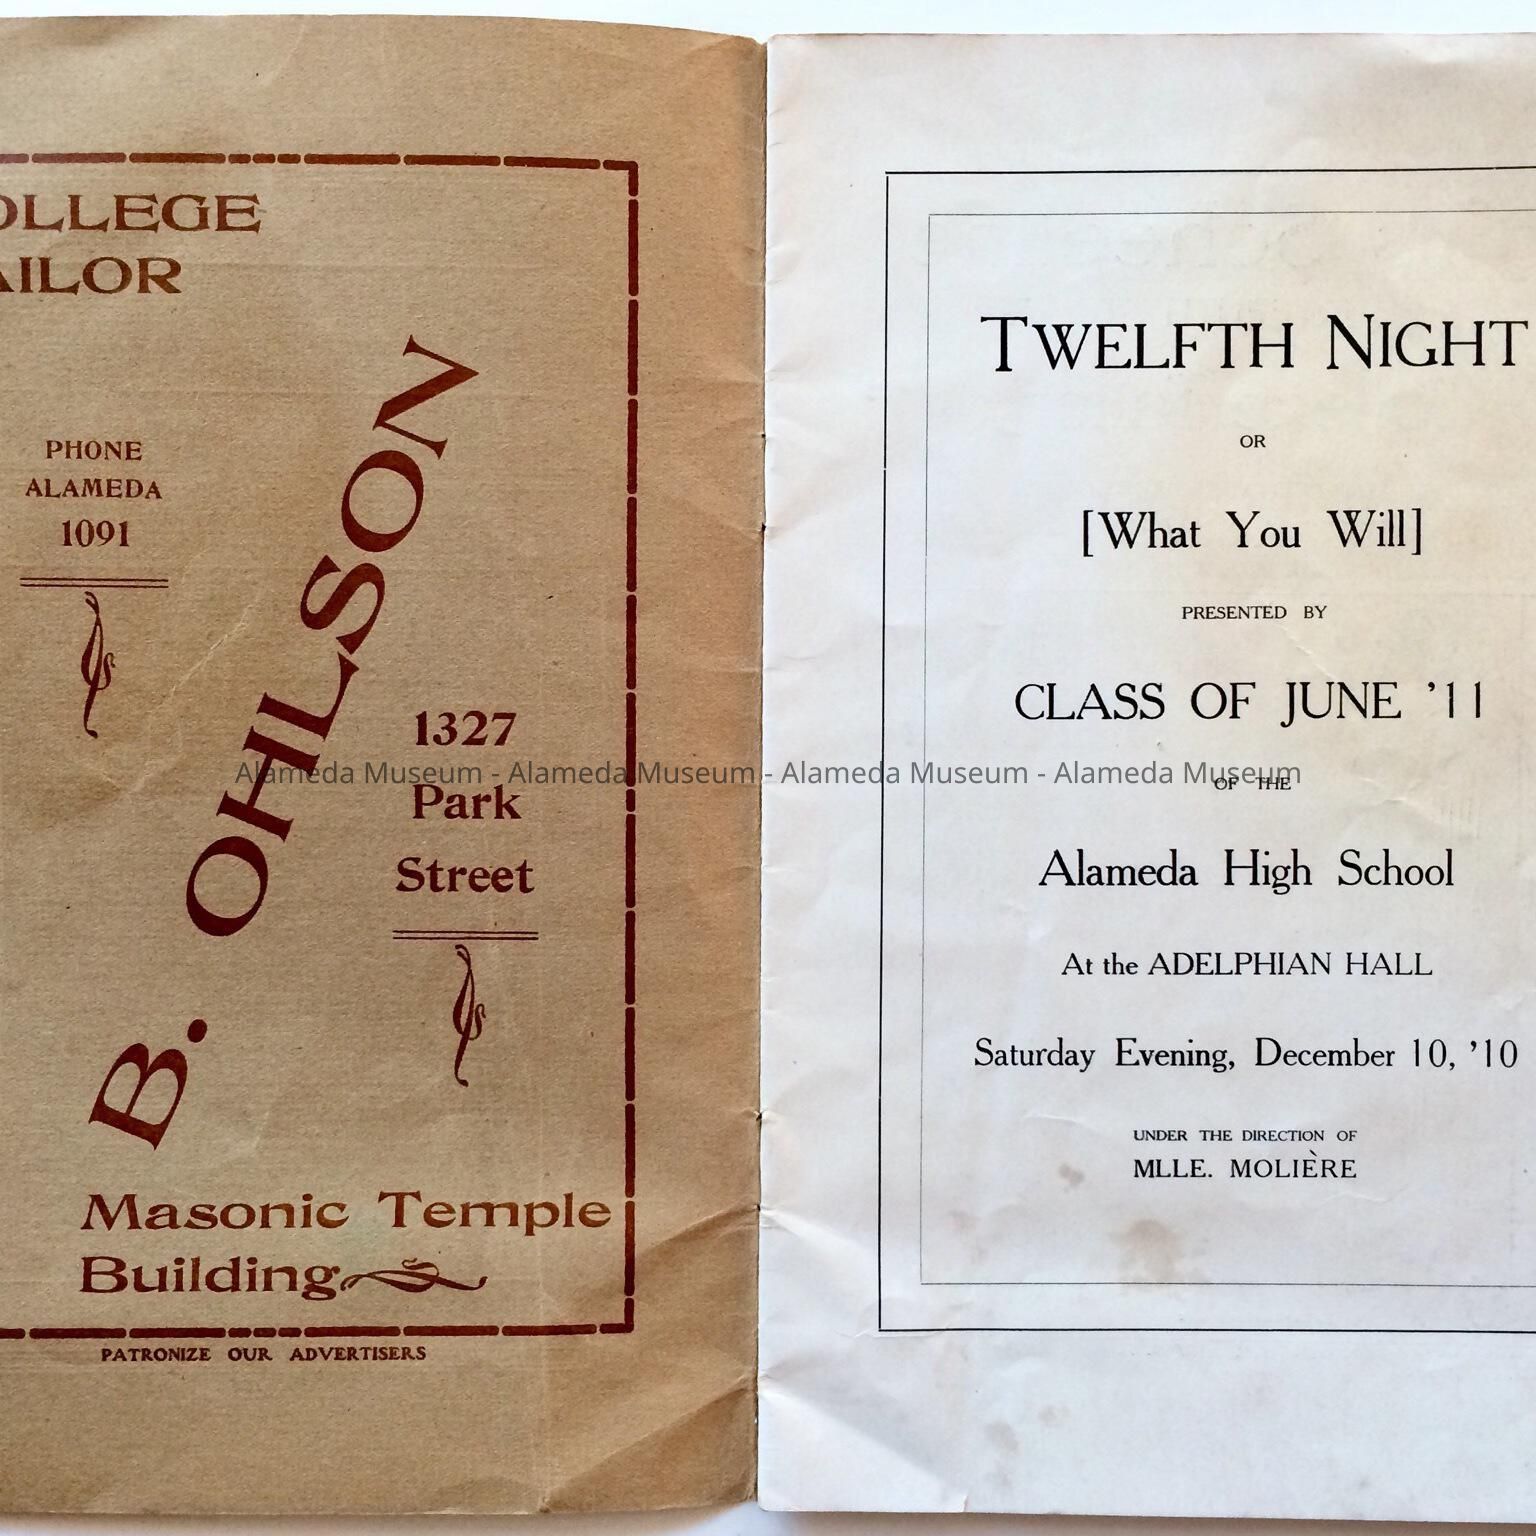 OLLEGE
AILOR
PHONE
ALAMEDA
1091
B. OHLSON
1327
Park
Street
Masonic Temple
Building
PATRONIZE OUR ADVERTISERS
TWELFTH NIGHT
OR
[What You Will]
PRESENTED BY
CLASS OF JUNE '11
Alameda Museum - Alameda Museum - Alameda Museum - Alameda Museum
OF THE
Alameda High School
At the ADELPHIAN HALL
Saturday Evening, December 10, '10
UNDER THE DIRECTION OF
MLLE. MOLIÈRE